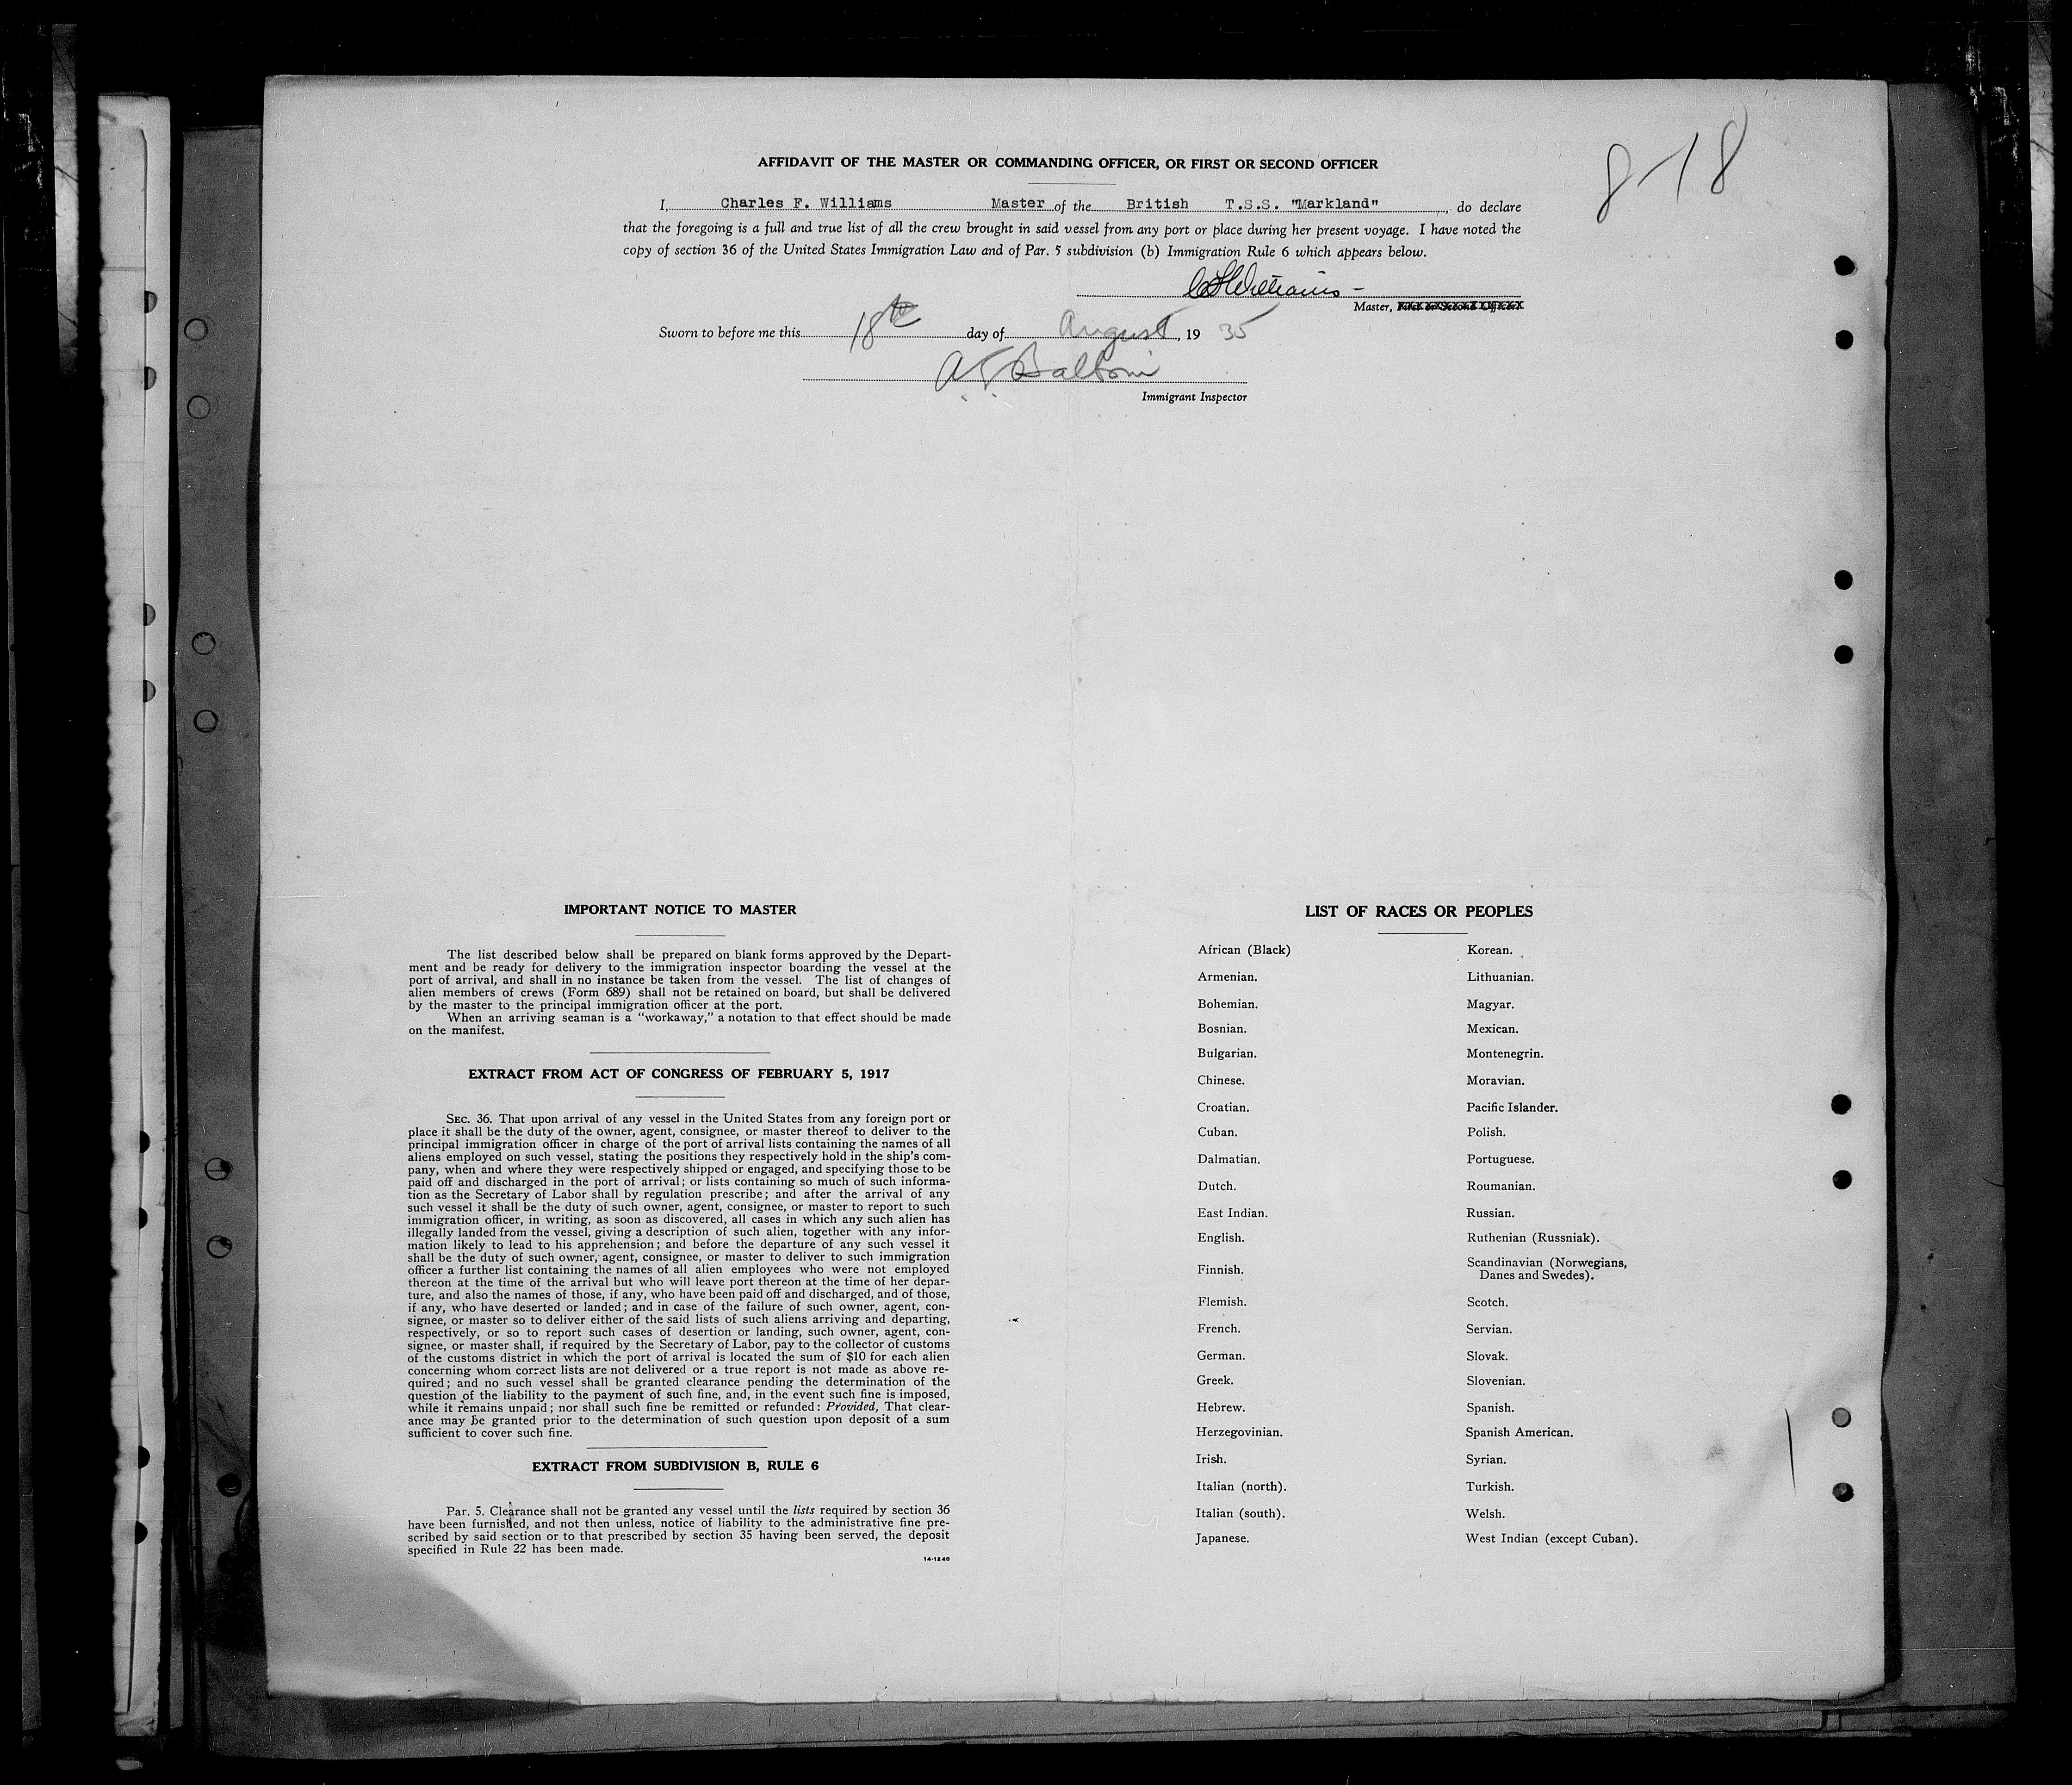 8-18
AFFIDAVIT OF THE MASTER OR COMMANDING OFFICER, OR FIRST OR SECOND OFFICER
I, Charles F. Williams Master of the British T.S.S. "Markland", do declare
that the foregoing is a full and true list of all the crew brought in said vessel from any port or place during her present voyage. I have noted the
copy of section 36 of the United States Immigration Law and of Par. 5 subdivision (b) Immigration Rule 6 which appears below.
C F Williams -
Master, First or Second Officer.
Sworn to before me this 18th day of August, 19 35
Immigrant Inspector
IMPORTANT NOTICE TO MASTER
The list described below shall be prepared on blank forms approved by the Depart-
ment and be ready for delivery to the immigration inspector boarding the vessel at the
port of arrival, and shall in no instance be taken from the vessel. The list of changes of
alien members of crews (Form 689) shall not be retained on board, but shall be delivered
by the master to the principal immigration officer at the port.
When an arriving seaman is a "workaway," a notation to that effect should be made
on the manifest.
EXTRACT FROM ACT OF CONGRESS OF FEBRUARY 5, 1917
SEC. 36. That upon arrival of any vessel in the United States from any foreign port or
place it shall be the duty of the owner, agent, consignee, or master thereof to deliver to the
principal immigration officer in charge of the port of arrival lists containing the names of all
aliens employed on such vessel, stating the positions they respectively hold in the ship's com-
pany, when and where they were respectively shipped or engaged, and specifying those to be
paid off and discharged in the port of arrival; or lists containing so much of such informa-
tion as the Secretary of Labor shall by regulation prescribe; and after the arrival of any
such vessel it shall be the duty of such owner, agent, consignee, or master to report to such
immigration officer, in writing, as soon as discovered, all cases in which any such alien has
illegally landed from the vessel, giving a description of such alien, together with any infor-
mation likely to lead to his apprehension; and before the departure of any such vessel it
shall be the duty of such owner, agent, consignee, or master to deliver to such immigration
officer a further list containing the names of all alien employees who were not employed
thereon at the time of the arrival but who will leave port thereon at the time of her depar-
ture, and also the names of those, if any, who have been paid off and discharged, and of those,
if any, who have deserted or landed; and in case of the failure of such owner, agent, con-
signee, or master so to deliver either of the said lists of such aliens arriving and departing,
respectively, or so to report such cases of desertion or landing, such owner, agent, con-
signee, or master shall, if required by the Secretary of Labor, pay to the collector of customs
of the customs district in which the port of arrival is located the sum of $10 for each alien
concerning whom correct lists are not delivered or a true report is not made as above re-
quired; and no such vessel shall be granted clearance pending the determination of the
question of the liability to the payment of such fine, and, in the event such fine is imposed,
while it remains unpaid; nor shall such fine be remitted or refunded: Provided, That clear-
ance may be granted prior to the determination of such question upon deposit of a sum
sufficient to cover such fine.
EXTRACT FROM SUBDIVISION B, RULE 6
Par. 5. Clearance shall not be granted any vessel until the lists required by section 36
have been furnished, and not then unless, notice of liability to the administrative fine pre-
scribed by said section or to that prescribed by section 35 having been served, the deposit
specified in Rule 22 has been made.
14-1240
LIST OF RACES OR PEOPLES
African (Black)
Armenian.
Bohemian.
Bosnian.
Bulgarian.
Chinese.
Croatian.
Cuban.
Dalmatian.
Dutch.
East Indian.
English.
Finnish.
Flemish.
French.
German.
Greek.
Hebrew.
Herzegovinian.
Irish.
Italian (north).
Italian (south).
Japanese.
Korean.
Lithuanian.
Magyar.
Mexican.
Montenegrin.
Moravian.
Pacific Islander.
Polish.
Portuguese.
Roumanian.
Russian.
Ruthenian (Russniak).
Scandinavian (Norwegians,
Danes and Swedes).
Scotch.
Servian.
Slovak.
Slovenian.
Spanish.
Spanish American.
Syrian.
Turkish.
Welsh.
West Indian (except Cuban).